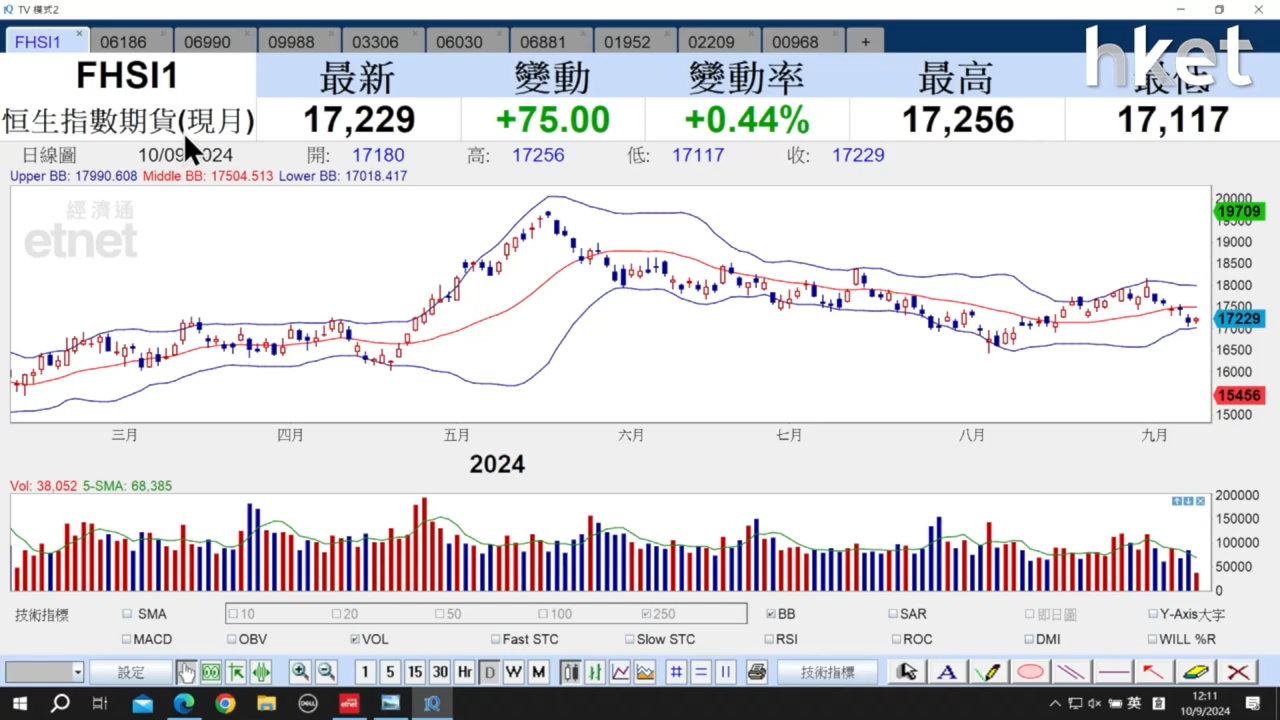 TV 模式2
FHSI1 06186 06990 09988 03306 06030 06881 01952 02209 00968 +
hket
FHSI1 最新 變動 變動率 最高 最低
恒生指數期貨(現月) 17,229 +75.00 +0.44% 17,256 17,117
日線圖 10/09/2024 開: 17180 高: 17256 低: 17117 收: 17229
Upper BB: 17990.608 Middle BB: 17504.513 Lower BB: 17018.417
經濟通
etnet
20000
19709
19500
19000
18500
18000
17500
17229
17000
16500
16000
15456
15000
三月 四月 五月 六月 七月 八月 九月
2024
Vol: 38,052 5-SMA: 68,385
200000
150000
100000
50000
0
技術指標 SMA 10 20 50 100 250 BB SAR 即日圖 Y-Axis大字
MACD OBV VOL Fast STC Slow STC RSI ROC DMI WILL %R
設定 1 5 15 30 Hr D W M 技術指標 A
DELL etnet IQ 英 12:11
10/9/2024